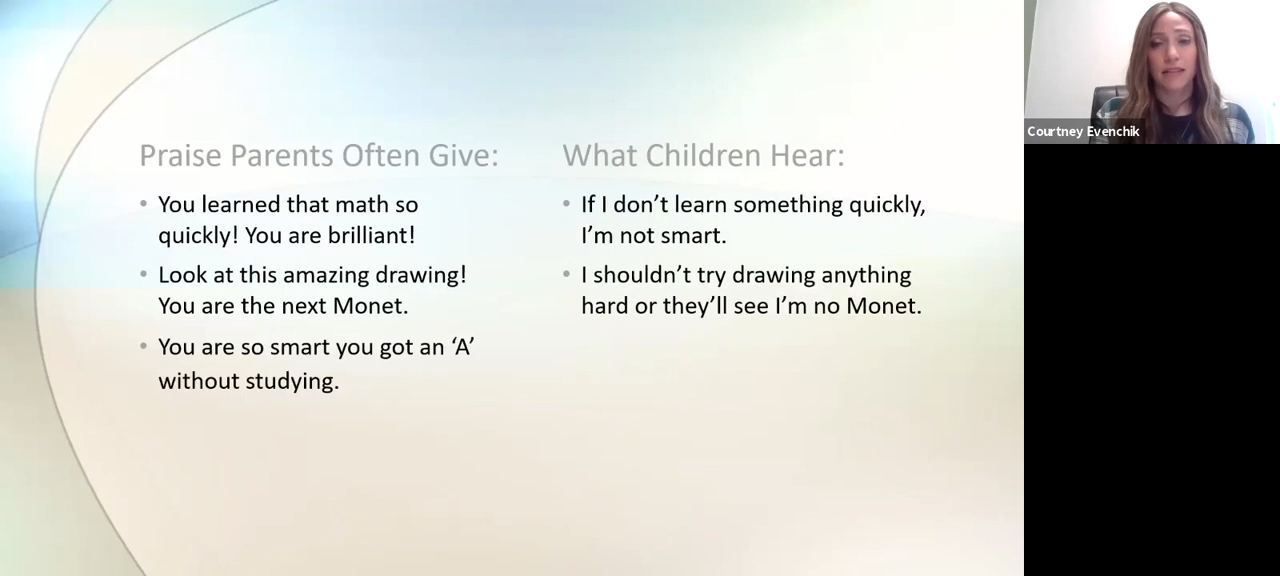 Praise Parents Often Give:
• You learned that math so
quickly! You are brilliant!
• Look at this amazing drawing!
You are the next Monet.
• You are so smart you got an ‘A’
without studying.
What Children Hear:
• If I don’t learn something quickly,
I’m not smart.
• I shouldn’t try drawing anything
hard or they’ll see I’m no Monet.
Courtney Evenchik